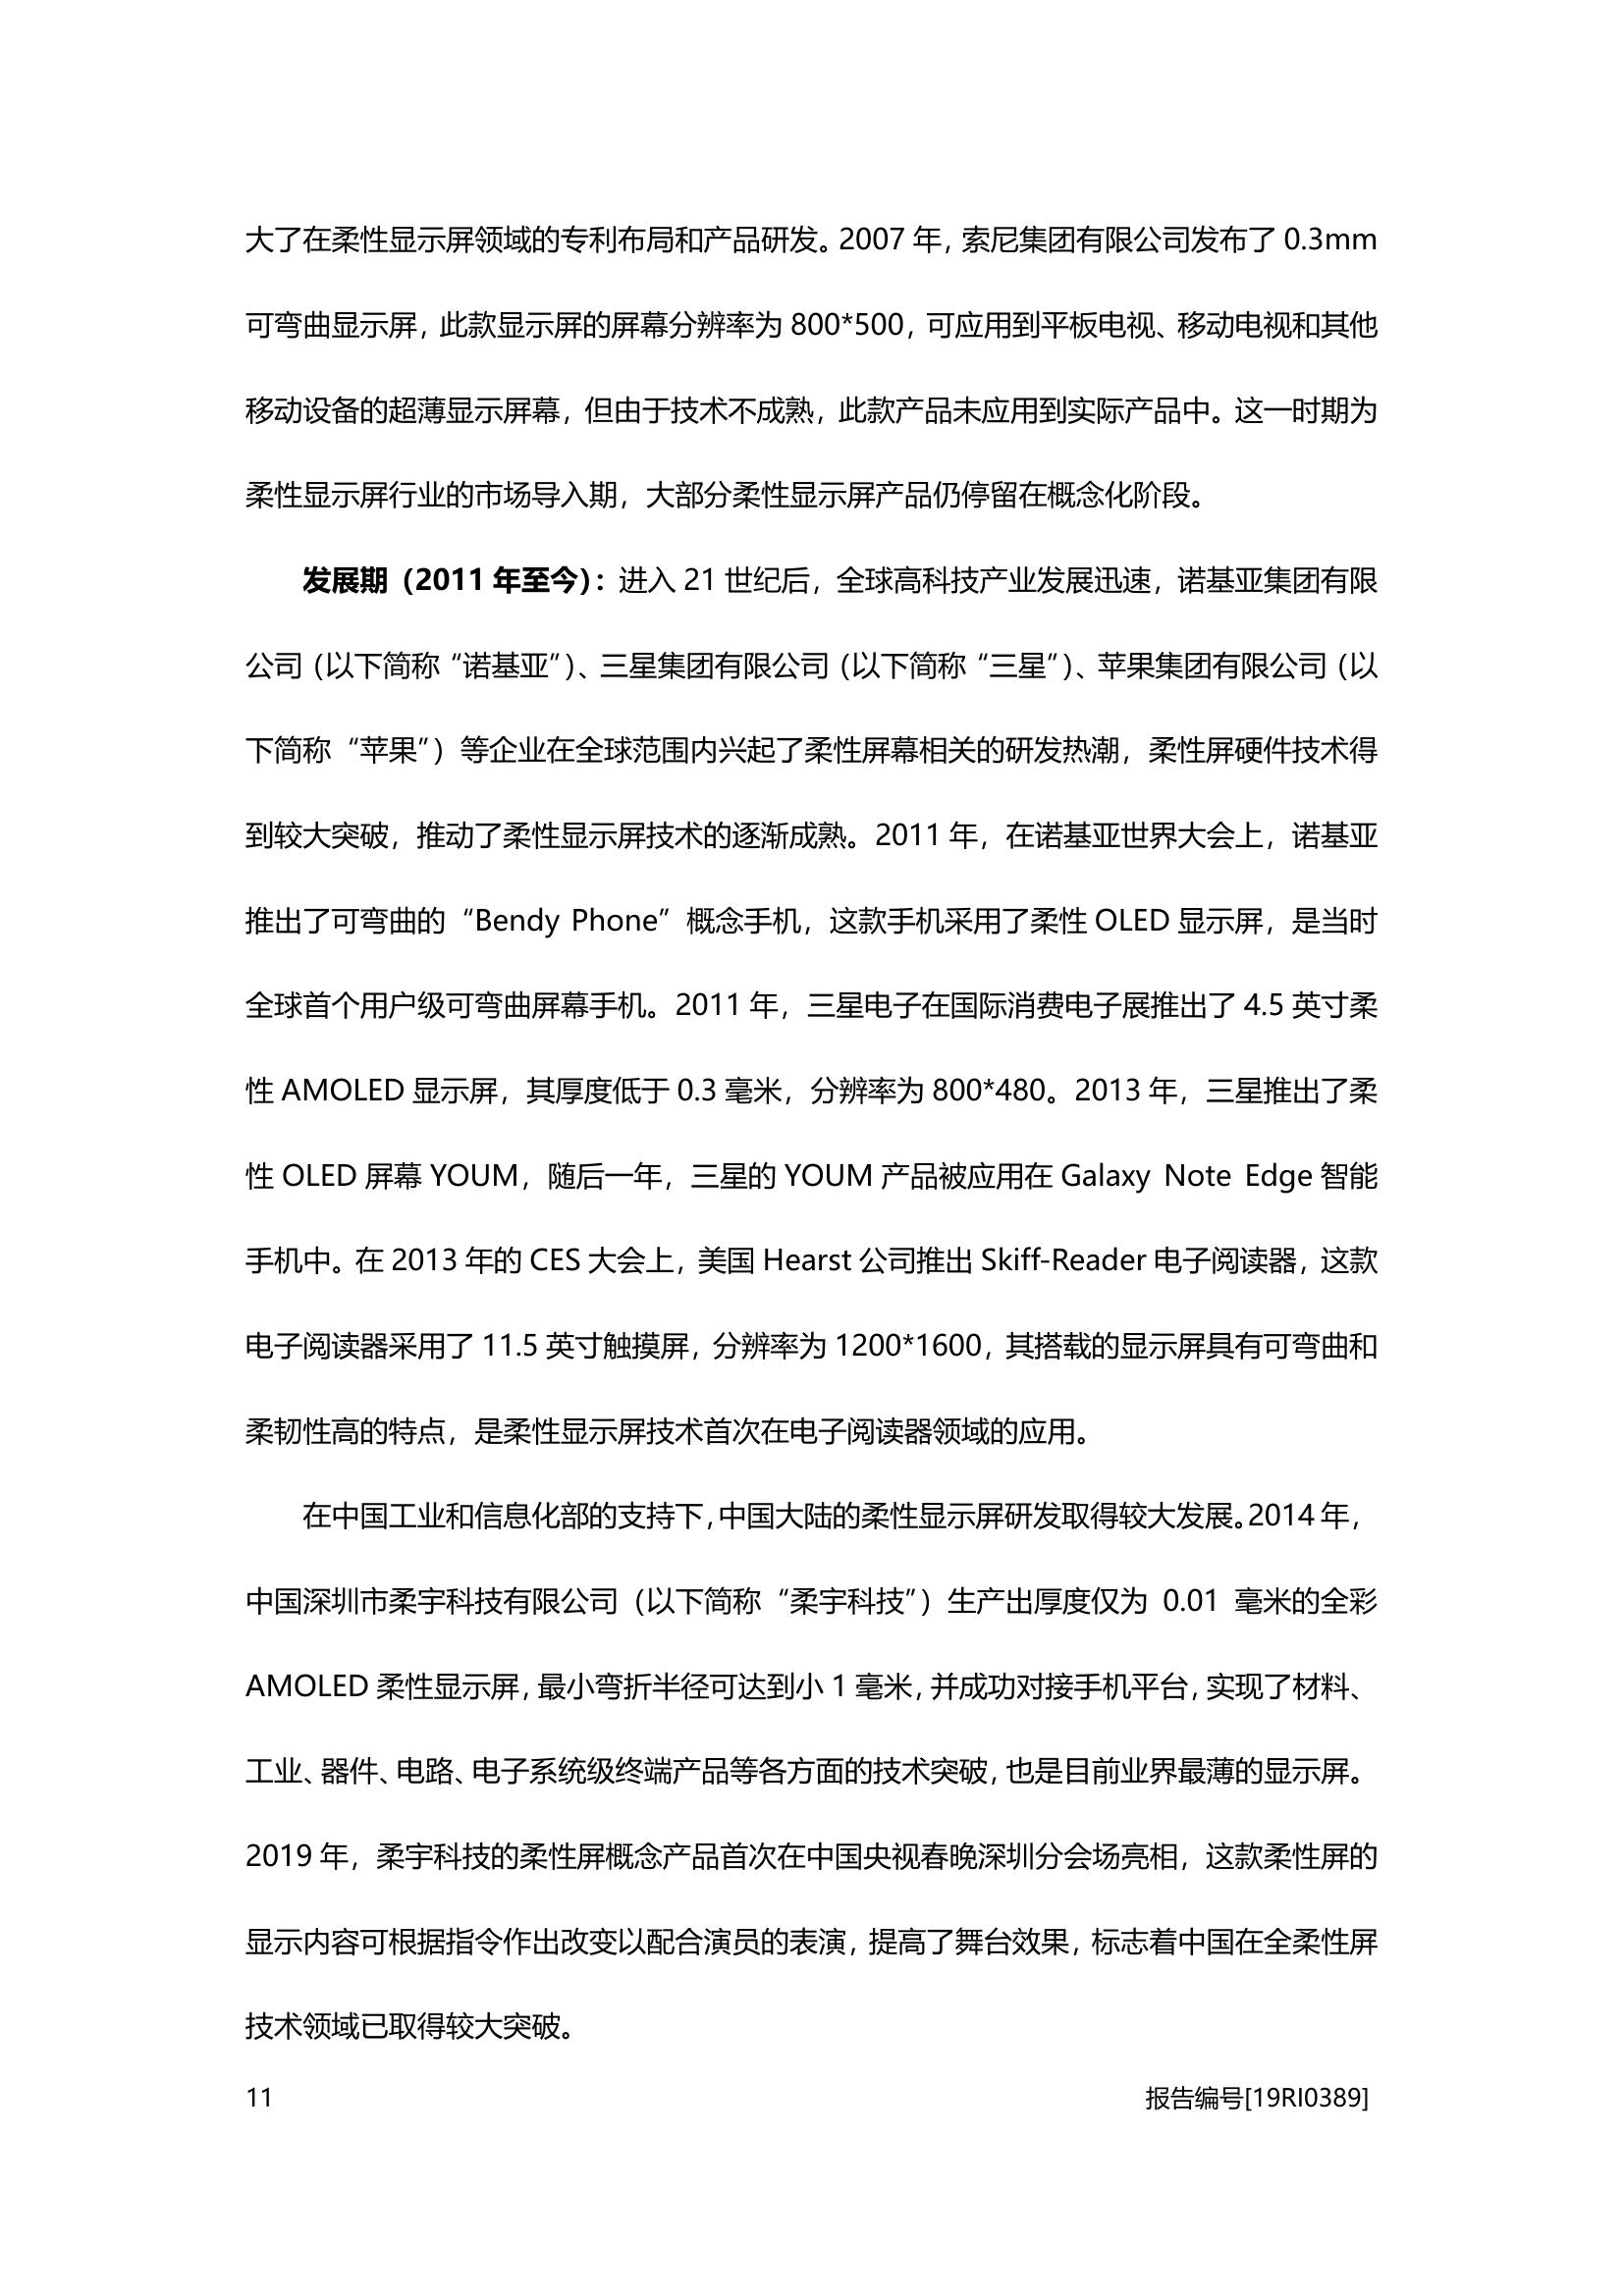 大了在柔性显示屏领域的专利布局和产品研发。2007 年，索尼集团有限公司发布了 0.3mm
可弯曲显示屏，此款显示屏的屏幕分辨率为 800*500，可应用到平板电视、移动电视和其他
移动设备的超薄显示屏幕，但由于技术不成熟，此款产品未应用到实际产品中。这一时期为
柔性显示屏行业的市场导入期，大部分柔性显示屏产品仍停留在概念化阶段。
发展期（2011 年至今）：进入 21 世纪后，全球高科技产业发展迅速，诺基亚集团有限
公司（以下简称“诺基亚”）、三星集团有限公司（以下简称“三星”）、苹果集团有限公司（以
下简称“苹果”）等企业在全球范围内兴起了柔性屏幕相关的研发热潮，柔性屏硬件技术得
到较大突破，推动了柔性显示屏技术的逐渐成熟。2011 年，在诺基亚世界大会上，诺基亚
推出了可弯曲的“Bendy Phone”概念手机，这款手机采用了柔性 OLED 显示屏，是当时
全球首个用户级可弯曲屏幕手机。2011 年，三星电子在国际消费电子展推出了 4.5 英寸柔
性 AMOLED 显示屏，其厚度低于 0.3 毫米，分辨率为 800*480。2013 年，三星推出了柔
性 OLED 屏幕 YOUM，随后一年，三星的 YOUM 产品被应用在 Galaxy Note Edge 智能
手机中。在 2013 年的 CES 大会上，美国 Hearst 公司推出 Skiff-Reader 电子阅读器，这款
电子阅读器采用了 11.5 英寸触摸屏，分辨率为 1200*1600，其搭载的显示屏具有可弯曲和
柔韧性高的特点，是柔性显示屏技术首次在电子阅读器领域的应用。
在中国工业和信息化部的支持下，中国大陆的柔性显示屏研发取得较大发展。2014 年，
中国深圳市柔宇科技有限公司（以下简称“柔宇科技”）生产出厚度仅为 0.01 毫米的全彩
AMOLED 柔性显示屏，最小弯折半径可达到小 1 毫米，并成功对接手机平台，实现了材料、
工业、器件、电路、电子系统级终端产品等各方面的技术突破，也是目前业界最薄的显示屏。
2019 年，柔宇科技的柔性屏概念产品首次在中国央视春晚深圳分会场亮相，这款柔性屏的
显示内容可根据指令作出改变以配合演员的表演，提高了舞台效果，标志着中国在全柔性屏
技术领域已取得较大突破。
11 报告编号[19RI0389]